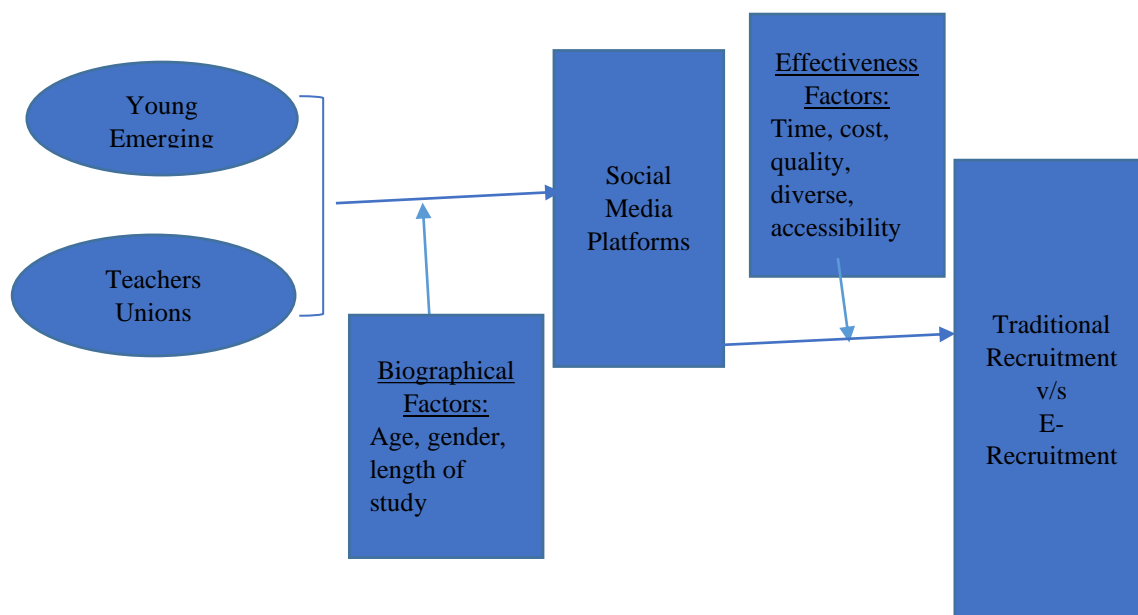 Young
Emerging
Teachers
Unions
Biographical
Factors:
Age, gender,
length of
study
Social
Media
Platforms
Effectiveness
Factors:
Time, cost,
quality,
diverse,
accessibility
Traditional
Recruitment
v/s
E-
Recruitment